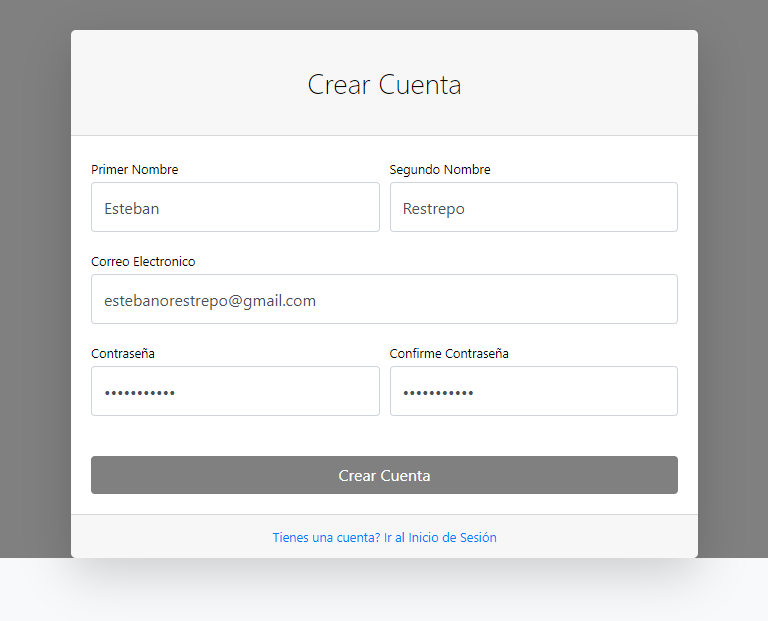 Crear Cuenta
Primer Nombre Segundo Nombre
Esteban Restrepo
Correo Electronico
estebanorestrepo@gmail.com
Contraseña Confirme Contraseña
••••••••••• •••••••••••
Crear Cuenta
Tienes una cuenta? Ir al Inicio de Sesión